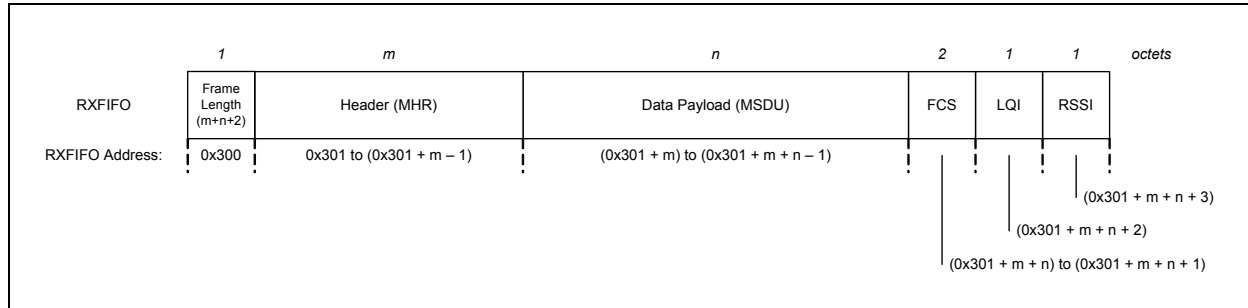 1 m n 2 1 1 octets
RXFIFO
Frame
Length
(m+n+2)
Header (MHR)
Data Payload (MSDU)
FCS
LQI
RSSI
RXFIFO Address: 0x300 0x301 to (0x301 + m – 1) (0x301 + m) to (0x301 + m + n – 1)
(0x301 + m + n + 3)
(0x301 + m + n + 2)
(0x301 + m + n) to (0x301 + m + n + 1)